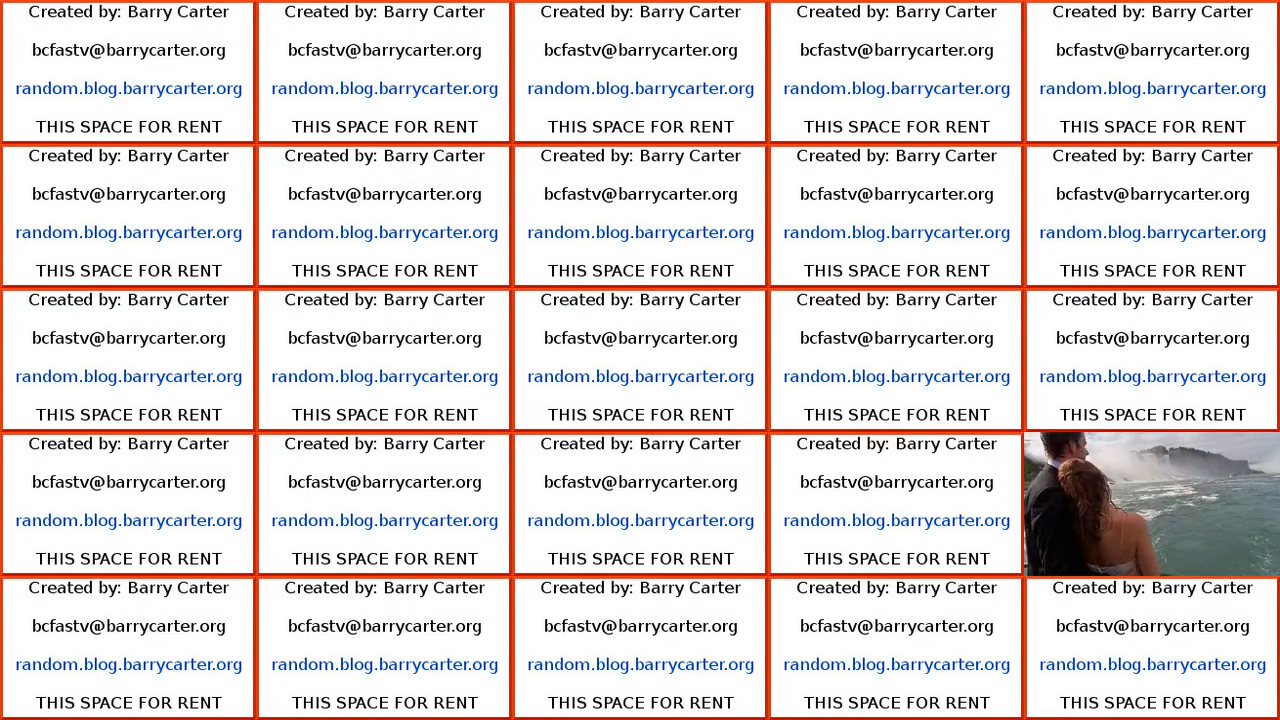 Created by: Barry Carter
bcfastv@barrycarter.org
random.blog.barrycarter.org
THIS SPACE FOR RENT
Created by: Barry Carter
bcfastv@barrycarter.org
random.blog.barrycarter.org
THIS SPACE FOR RENT
Created by: Barry Carter
bcfastv@barrycarter.org
random.blog.barrycarter.org
THIS SPACE FOR RENT
Created by: Barry Carter
bcfastv@barrycarter.org
random.blog.barrycarter.org
THIS SPACE FOR RENT
Created by: Barry Carter
bcfastv@barrycarter.org
random.blog.barrycarter.org
THIS SPACE FOR RENT
Created by: Barry Carter
bcfastv@barrycarter.org
random.blog.barrycarter.org
THIS SPACE FOR RENT
Created by: Barry Carter
bcfastv@barrycarter.org
random.blog.barrycarter.org
THIS SPACE FOR RENT
Created by: Barry Carter
bcfastv@barrycarter.org
random.blog.barrycarter.org
THIS SPACE FOR RENT
Created by: Barry Carter
bcfastv@barrycarter.org
random.blog.barrycarter.org
THIS SPACE FOR RENT
Created by: Barry Carter
bcfastv@barrycarter.org
random.blog.barrycarter.org
THIS SPACE FOR RENT
Created by: Barry Carter
bcfastv@barrycarter.org
random.blog.barrycarter.org
THIS SPACE FOR RENT
Created by: Barry Carter
bcfastv@barrycarter.org
random.blog.barrycarter.org
THIS SPACE FOR RENT
Created by: Barry Carter
bcfastv@barrycarter.org
random.blog.barrycarter.org
THIS SPACE FOR RENT
Created by: Barry Carter
bcfastv@barrycarter.org
random.blog.barrycarter.org
THIS SPACE FOR RENT
Created by: Barry Carter
bcfastv@barrycarter.org
random.blog.barrycarter.org
THIS SPACE FOR RENT
Created by: Barry Carter
bcfastv@barrycarter.org
random.blog.barrycarter.org
THIS SPACE FOR RENT
Created by: Barry Carter
bcfastv@barrycarter.org
random.blog.barrycarter.org
THIS SPACE FOR RENT
Created by: Barry Carter
bcfastv@barrycarter.org
random.blog.barrycarter.org
THIS SPACE FOR RENT
Created by: Barry Carter
bcfastv@barrycarter.org
random.blog.barrycarter.org
THIS SPACE FOR RENT
Created by: Barry Carter
bcfastv@barrycarter.org
random.blog.barrycarter.org
THIS SPACE FOR RENT
Created by: Barry Carter
bcfastv@barrycarter.org
random.blog.barrycarter.org
THIS SPACE FOR RENT
Created by: Barry Carter
bcfastv@barrycarter.org
random.blog.barrycarter.org
THIS SPACE FOR RENT
Created by: Barry Carter
bcfastv@barrycarter.org
random.blog.barrycarter.org
THIS SPACE FOR RENT
Created by: Barry Carter
bcfastv@barrycarter.org
random.blog.barrycarter.org
THIS SPACE FOR RENT